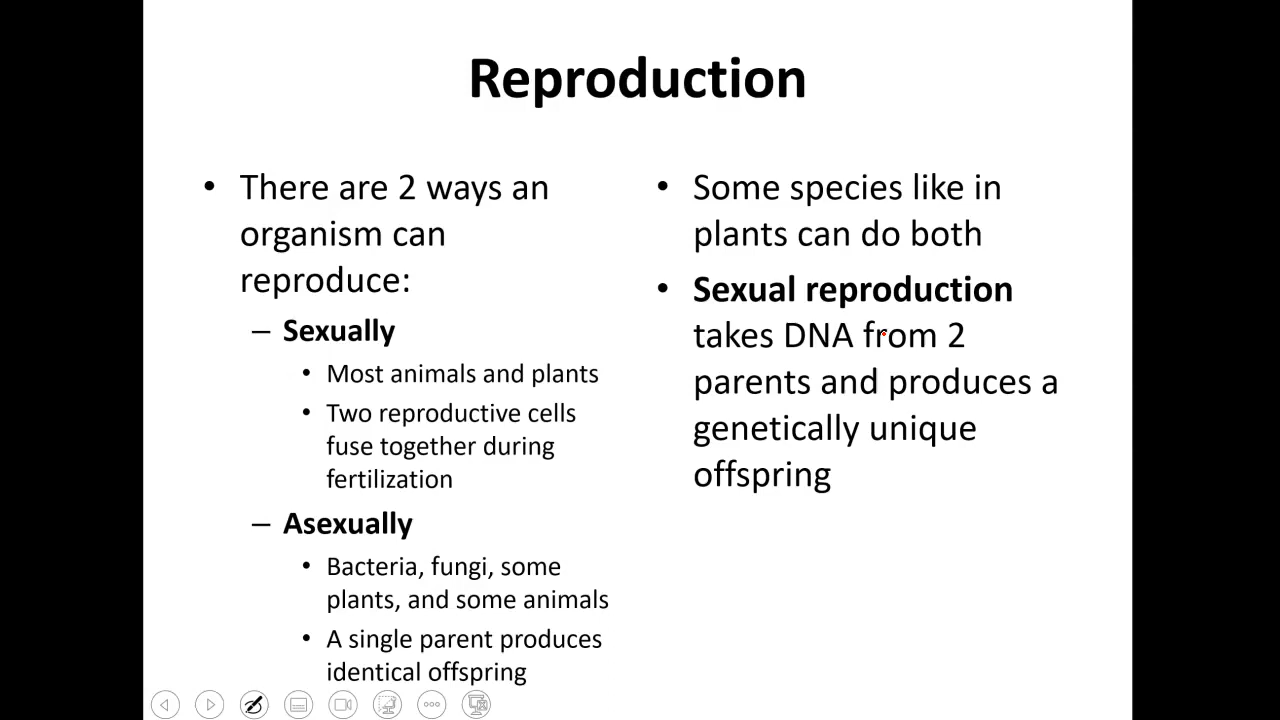 Reproduction
• There are 2 ways an
organism can
reproduce:
– Sexually
• Most animals and plants
• Two reproductive cells
fuse together during
fertilization
– Asexually
• Bacteria, fungi, some
plants, and some animals
• A single parent produces
identical offspring
• Some species like in
plants can do both
• Sexual reproduction
takes DNA from 2
parents and produces a
genetically unique
offspring